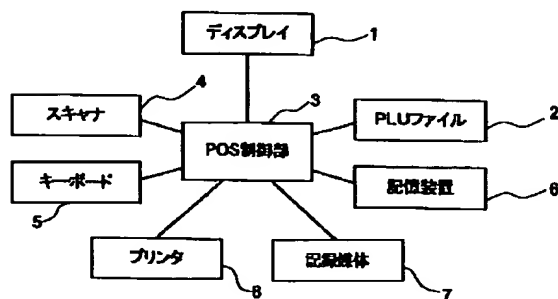 ディスプレイ
1
4
スキャナ
3
PLUファイル
2
POS制御部
キーボード
5
記憶装置
6
プリンタ
8
記録媒体
7